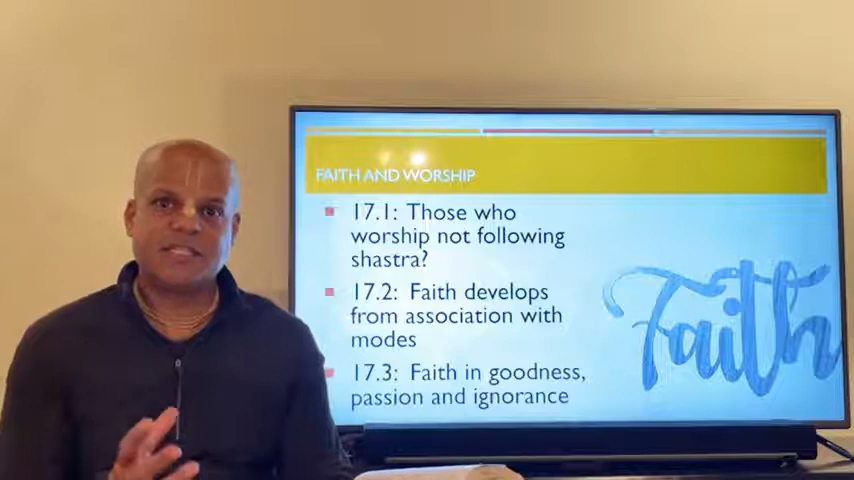 FAITH AND WORSHIP
17.1: Those who
worship not following
shastra?
17.2: Faith develops
from association with
modes
17.3: Faith in goodness,
passion and ignorance
Faith